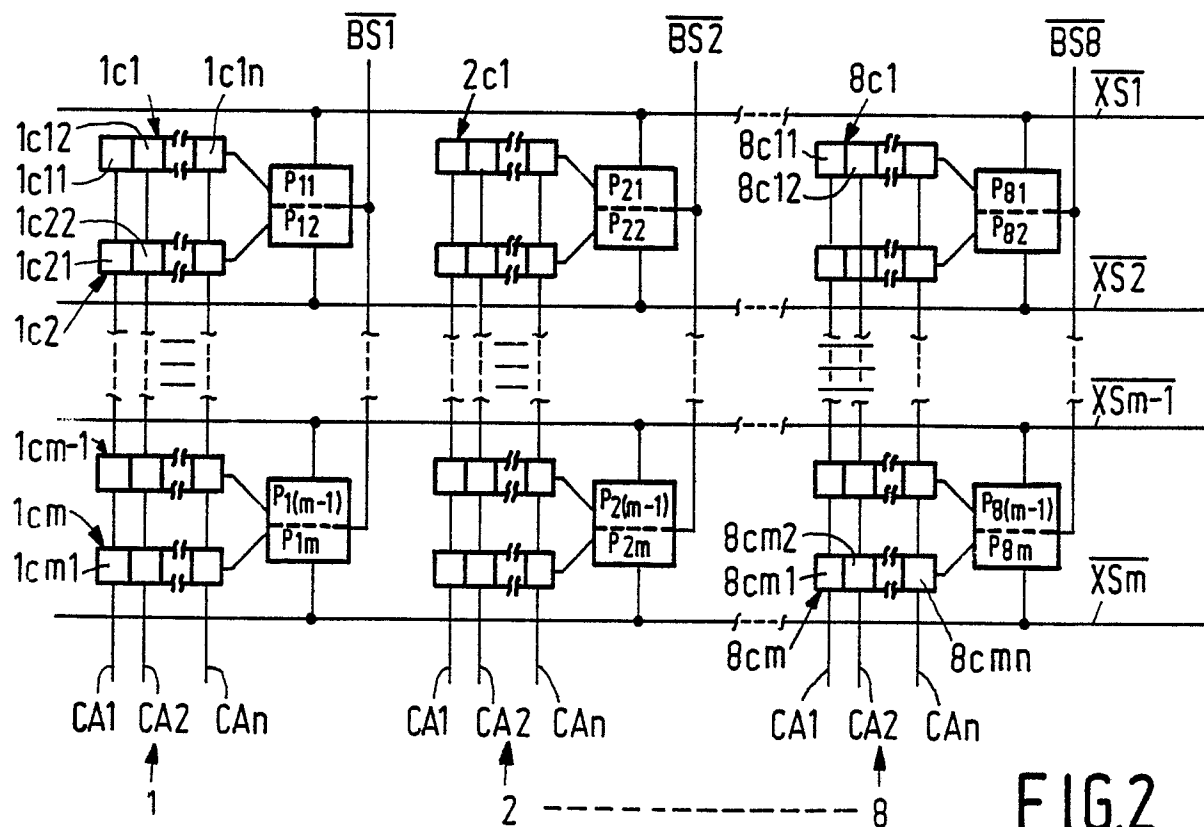 BS1 BS2 BS8
1c1 1c1n 2c1 8c1 XS1
1c12 8c11
1c11 P11 P21 8c12 P81
1c22 P12 P22 P82
1c21
1c2 XS2
XSm-1
1cm-1
P1(m-1) P2(m-1) P8(m-1)
1cm P1m P2m 8cm2 P8m
1cm1 8cm1 XSm
8cm 8cmn
CA1 CA2 CAn CA1 CA2 CAn CA1 CA2 CAn
1 2 8
FIG.2